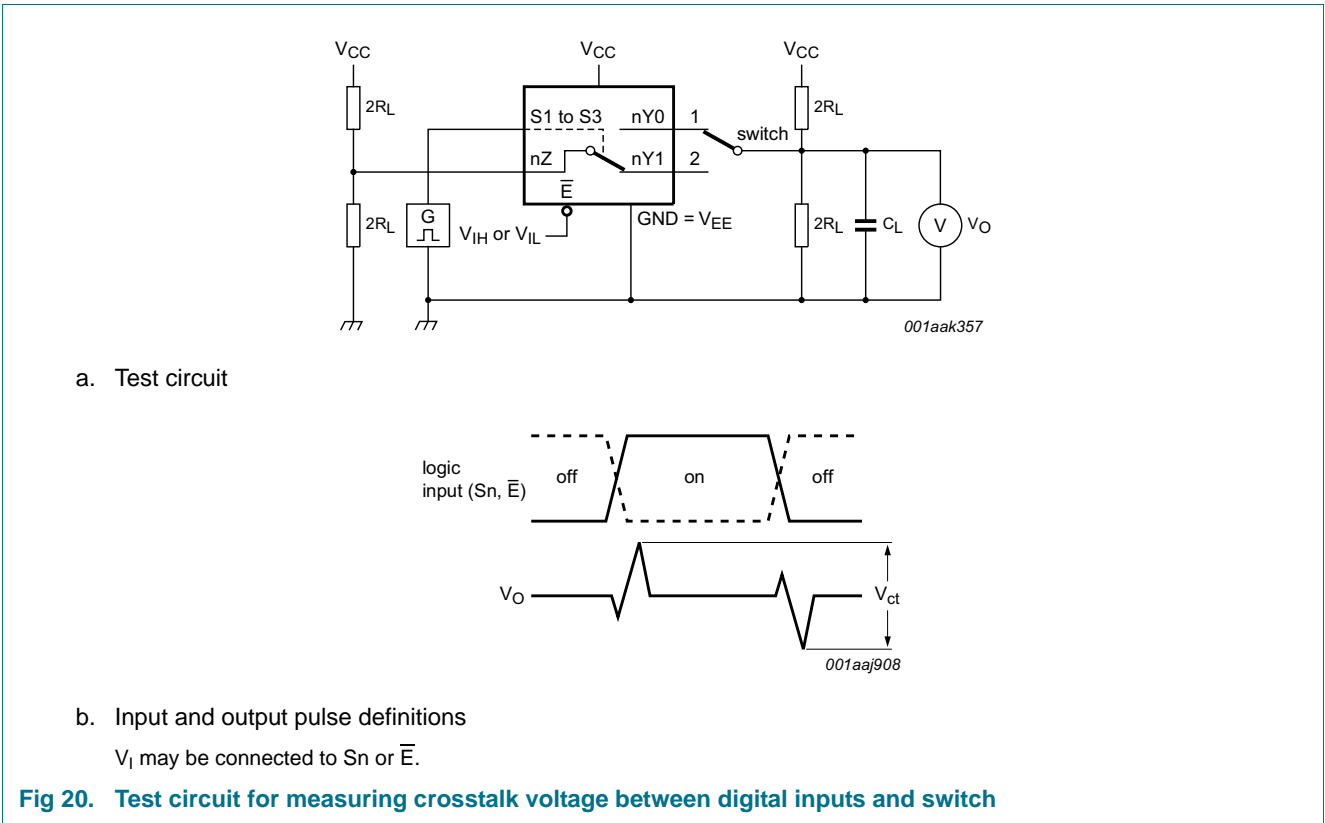 VCC VCC VCC
2RL 2RL
S1 to S3 nY0 1
switch
nZ nY1 2
E̅
2RL G VIH or VIL GND = VEE 2RL CL V VO
001aak357
a. Test circuit
logic
input (Sn, E̅) off on off
VO Vct
001aaj908
b. Input and output pulse definitions
VI may be connected to Sn or E̅.
Fig 20. Test circuit for measuring crosstalk voltage between digital inputs and switch